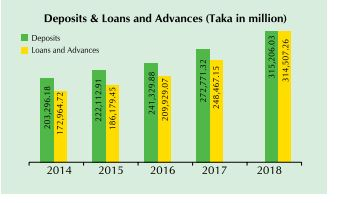 Deposits & Loans and Advances (Taka in million)
Deposits
Loans and Advances
203,296.18
172,964.72
222,112.91
186,179.45
241,329.88
209,929.07
272,771.32
248,467.15
315,206.03
314,507.26
2014 2015 2016 2017 2018